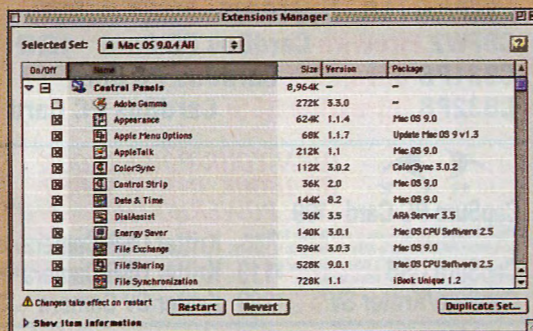 Extensions Manager
Selected Set: Mac OS 9.0.4 All
On/Off Name Size Version Package
Control Panels 8,964K – –
Adobe Gamma 272K 3.3.0 –
Appearance 624K 1.1.4 Mac OS 9.0
Apple Menu Options 68K 1.1.7 Update Mac OS 9 v1.3
AppleTalk 212K 1.1 Mac OS 9.0
ColorSync 112K 3.0.2 ColorSync 3.0.2
Control Strip 36K 2.0 Mac OS 9.0
Date & Time 144K 8.2 Mac OS 9.0
DialAssist 36K 3.5 ARA Server 3.5
Energy Saver 140K 3.0.1 Mac OS CPU Software 2.5
File Exchange 596K 3.0.3 Mac OS 9.0
File Sharing 528K 9.0.1 Mac OS CPU Software 2.5
File Synchronization 728K 1.1 iBook Unique 1.2
Changes take effect on restart Restart Revert Duplicate Set...
Show Item Information